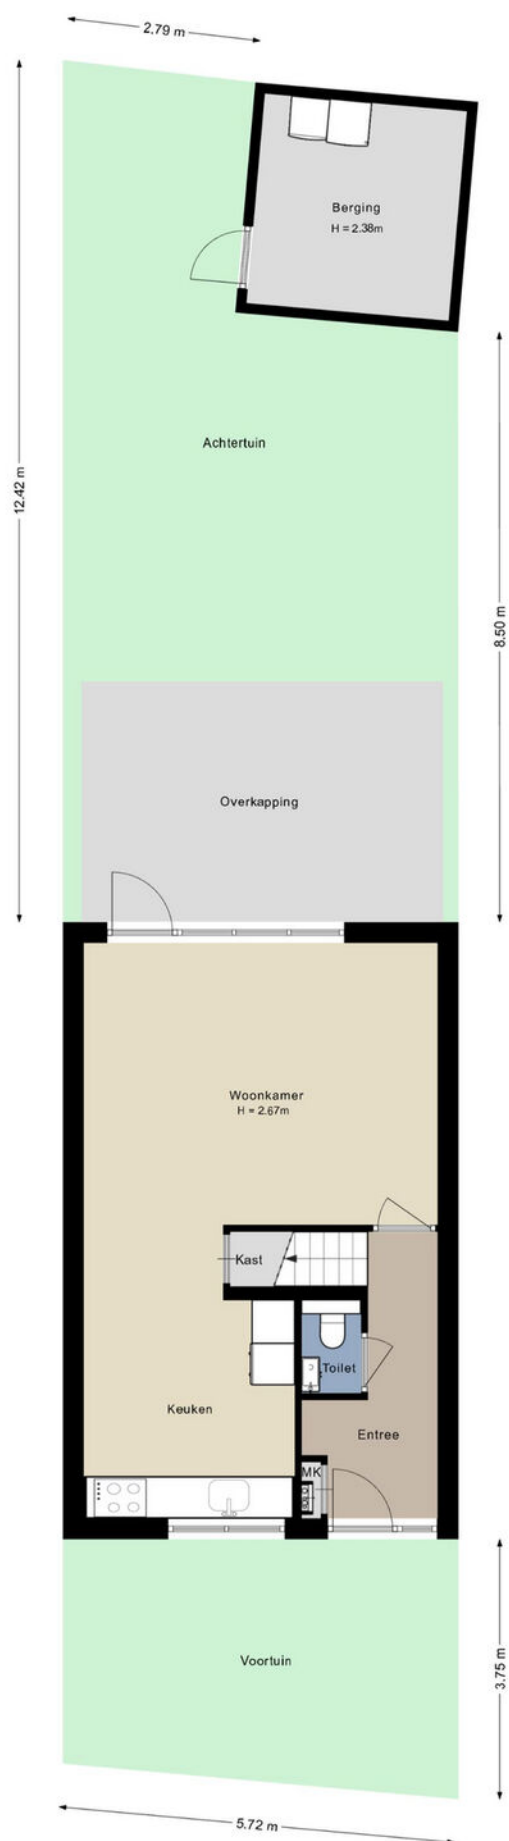 2.79 m
Berging
H = 2.38m
12.42 m
Achtertuin
8.50 m
Overkapping
Woonkamer
H = 2.67m
Kast
Toilet
Keuken
Entree
MK
Voortuin
3.75 m
5.72 m